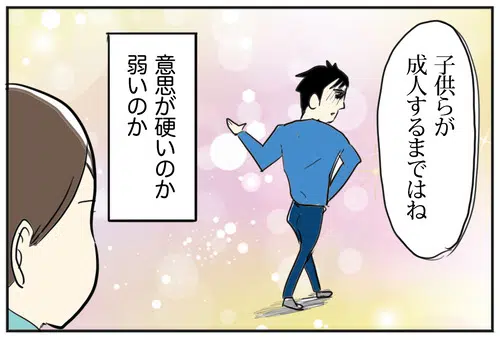 子供らが
成人するまではね
意思が硬いのか
弱いのか